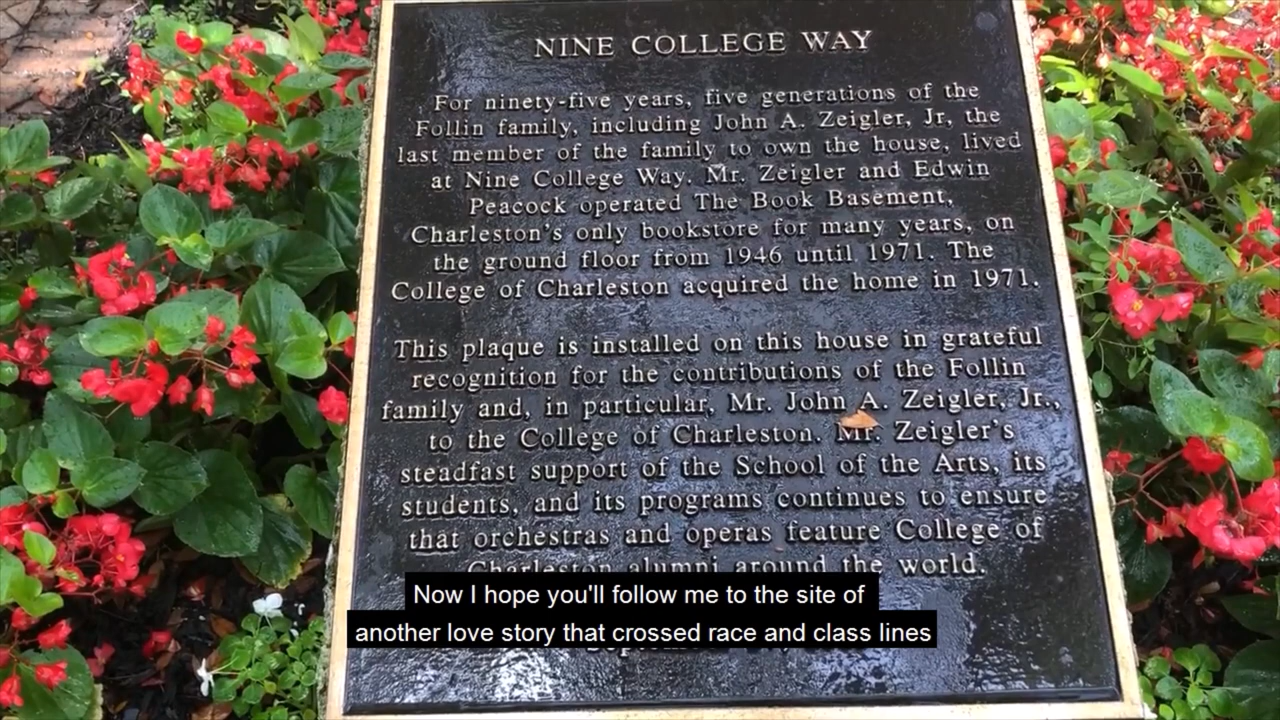 NINE COLLEGE WAY
For ninety-five years, five generations of the
Follin family, including John A. Zeigler, Jr, the
last member of the family to own the house, lived
at Nine College Way. Mr. Zeigler and Edwin
Peacock operated The Book Basement,
Charleston's only bookstore for many years, on
the ground floor from 1946 until 1971. The
College of Charleston acquired the home in 1971.
This plaque is installed on this house in grateful
recognition for the contributions of the Follin
family and, in particular, Mr. John A. Zeigler, Jr.,
to the College of Charleston. Mr. Zeigler's
steadfast support of the School of the Arts, its
students, and its programs continues to ensure
that orchestras and operas feature College of
Charleston alumni around the world.
Now I hope you'll follow me to the site of
another love story that crossed race and class lines